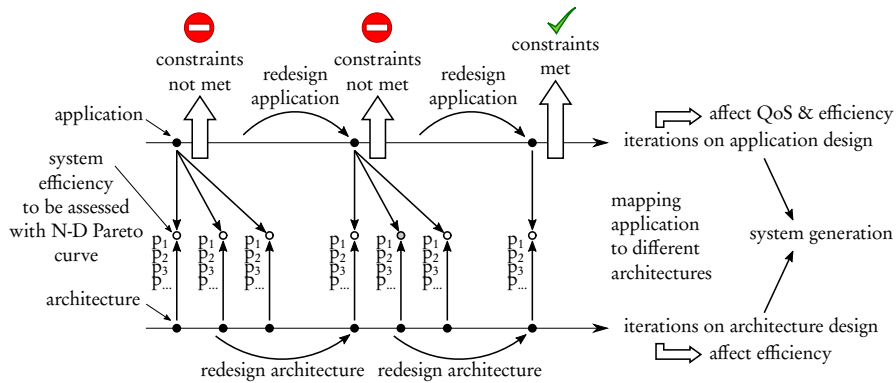 constraints
not met
redesign
application
constraints
not met
redesign
application
constraints
met
application
affect QoS & efficiency
iterations on application design
system
efficiency
to be assessed
with N-D Pareto
curve
p1
p2
p3
p...
p1
p2
p3
p...
p1
p2
p3
p...
p1
p2
p3
p...
p1
p2
p3
p...
p1
p2
p3
p...
p1
p2
p3
p...
mapping
application
to different
architectures
system generation
architecture
iterations on architecture design
affect efficiency
redesign architecture
redesign architecture